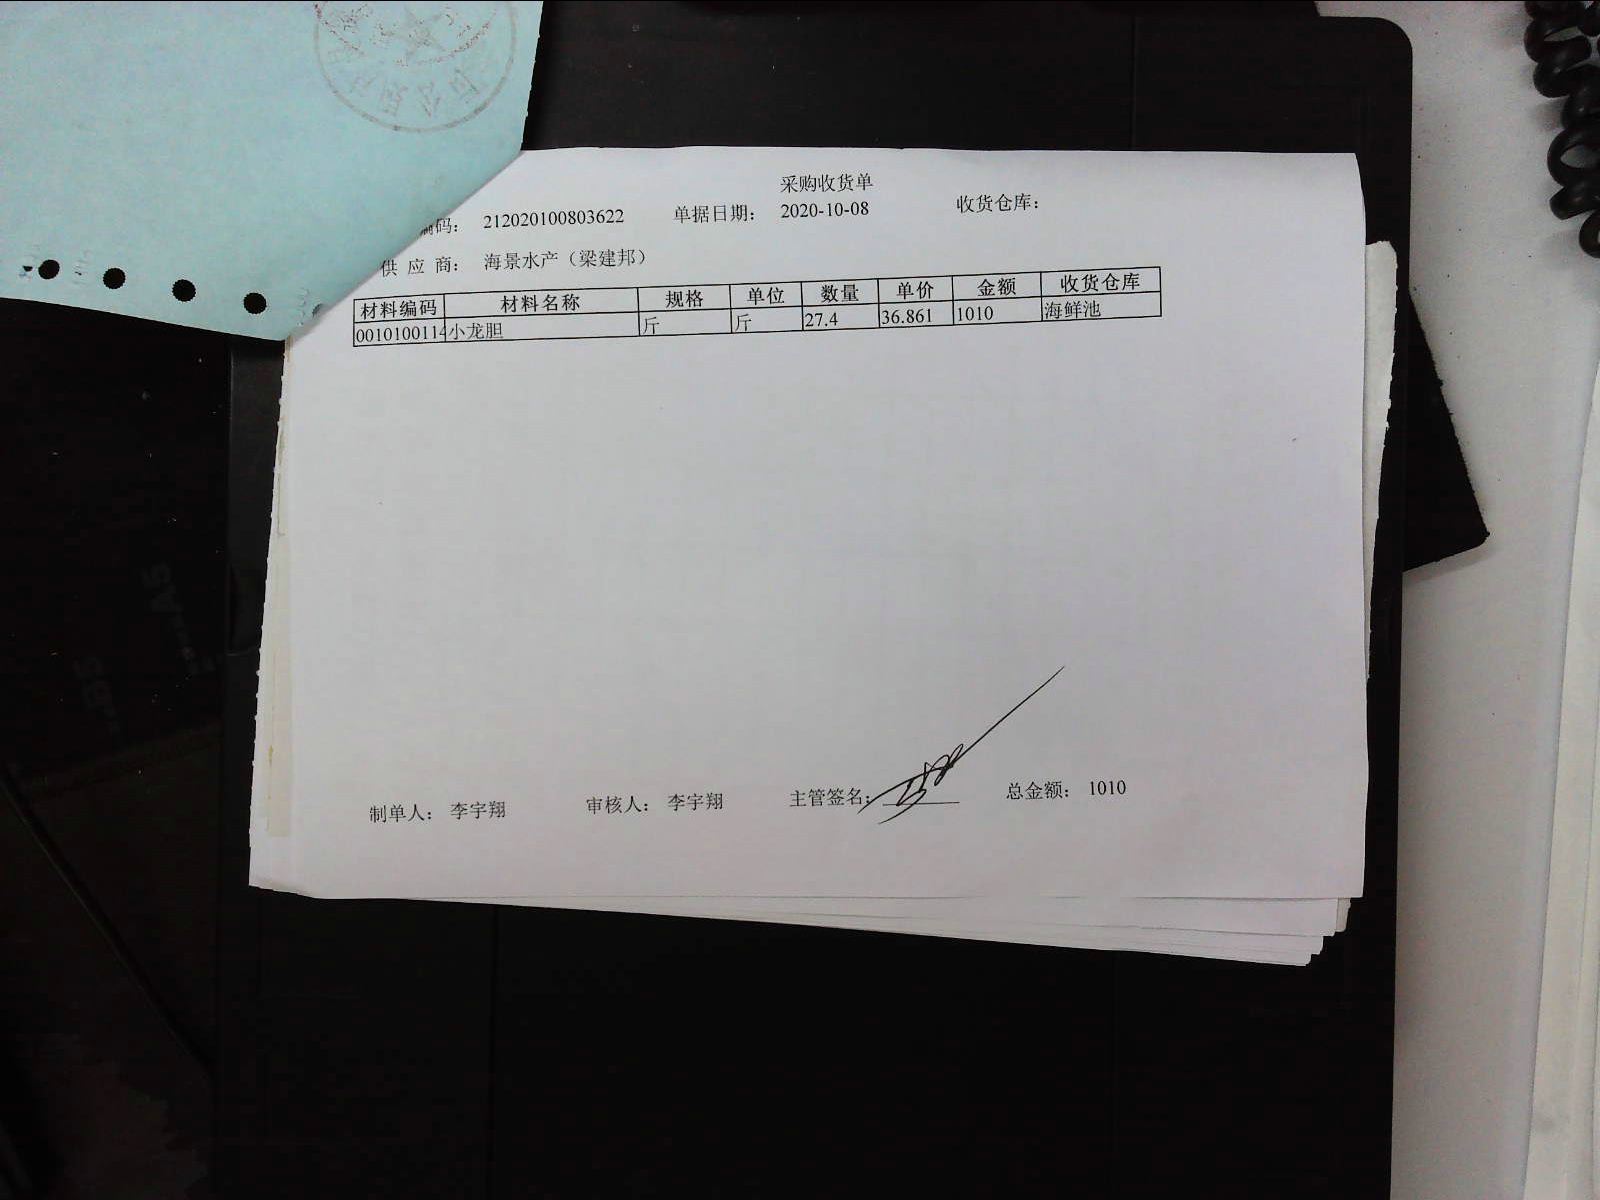 采购收货单
编码： 212020100803622 单据日期： 2020-10-08 收货仓库：
供 应 商： 海景水产（梁建邦）
材料编码 材料名称 规格 单位 数量 单价 金额 收货仓库
0010100114 小龙胆 斤 斤 27.4 36.861 1010 海鲜池
制单人： 李宇翔 审核人： 李宇翔 主管签名： 总金额： 1010